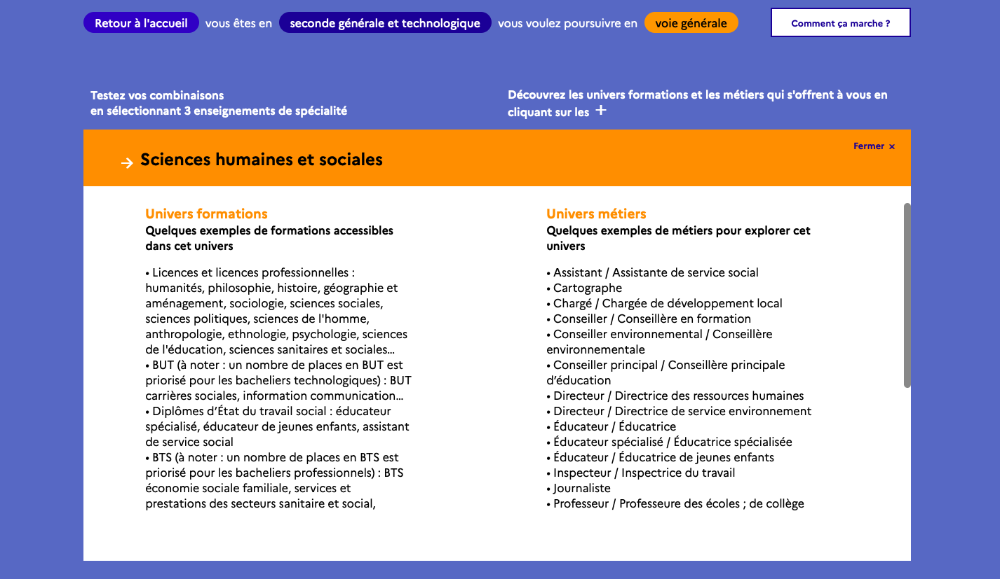 Retour à l'accueil vous êtes en seconde générale et technologique vous voulez poursuivre en voie générale
Comment ça marche ?
Testez vos combinaisons
en sélectionnant 3 enseignements de spécialité
Découvrez les univers formations et les métiers qui s'offrent à vous en
cliquant sur les +
Fermer ×
→ Sciences humaines et sociales
Univers formations
Quelques exemples de formations accessibles
dans cet univers
• Licences et licences professionnelles :
humanités, philosophie, histoire, géographie et
aménagement, sociologie, sciences sociales,
sciences politiques, sciences de l'homme,
anthropologie, ethnologie, psychologie, sciences
de l'éducation, sciences sanitaires et sociales…
• BUT (à noter : un nombre de places en BUT est
priorisé pour les bacheliers technologiques) : BUT
carrières sociales, information communication…
• Diplômes d’État du travail social : éducateur
spécialisé, éducateur de jeunes enfants, assistant
de service social
• BTS (à noter : un nombre de places en BTS est
priorisé pour les bacheliers professionnels) : BTS
économie sociale familiale, services et
prestations des secteurs sanitaire et social,
Univers métiers
Quelques exemples de métiers pour explorer cet
univers
• Assistant / Assistante de service social
• Cartographe
• Chargé / Chargée de développement local
• Conseiller / Conseillère en formation
• Conseiller environnemental / Conseillère
environnementale
• Conseiller principal / Conseillère principale
d’éducation
• Directeur / Directrice des ressources humaines
• Directeur / Directrice de service environnement
• Éducateur / Éducatrice
• Éducateur spécialisé / Éducatrice spécialisée
• Éducateur / Éducatrice de jeunes enfants
• Inspecteur / Inspectrice du travail
• Journaliste
• Professeur / Professeure des écoles ; de collège